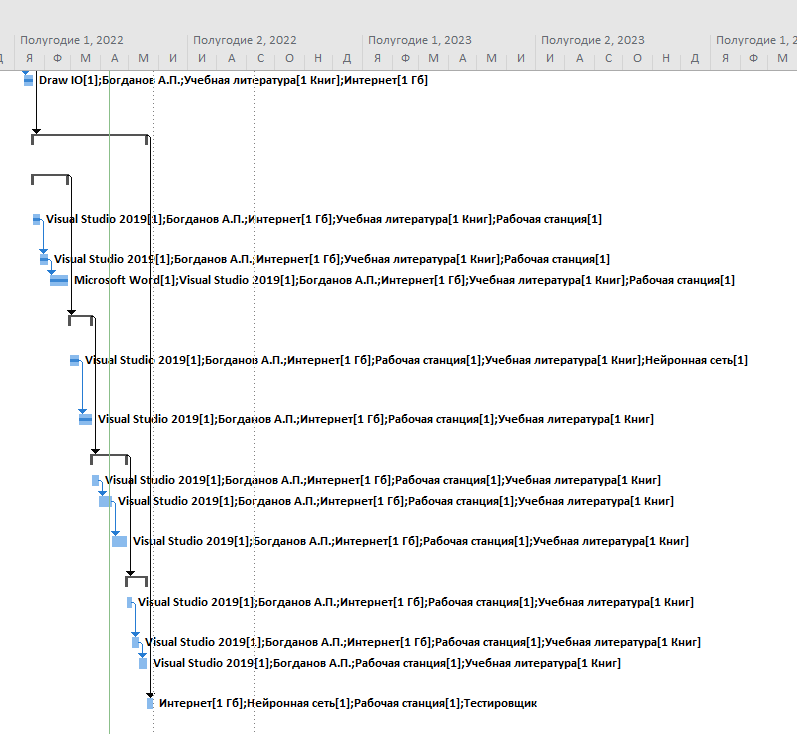 Полугодие 1, 2022 Полугодие 2, 2022 Полугодие 1, 2023 Полугодие 2, 2023 Полугодие 1, 2
Д Я Ф М А М И И А С О Н Д Я Ф М А М И И А С О Н Д Я Ф М
Draw IO[1];Богданов А.П.;Учебная литература[1 Книг];Интернет[1 Гб]
Visual Studio 2019[1];Богданов А.П.;Интернет[1 Гб];Учебная литература[1 Книг];Рабочая станция[1]
Visual Studio 2019[1];Богданов А.П.;Интернет[1 Гб];Учебная литература[1 Книг];Рабочая станция[1]
Microsoft Word[1];Visual Studio 2019[1];Богданов А.П.;Интернет[1 Гб];Учебная литература[1 Книг];Рабочая станция[1]
Visual Studio 2019[1];Богданов А.П.;Интернет[1 Гб];Рабочая станция[1];Учебная литература[1 Книг];Нейронная сеть[1]
Visual Studio 2019[1];Богданов А.П.;Интернет[1 Гб];Рабочая станция[1];Учебная литература[1 Книг]
Visual Studio 2019[1];Богданов А.П.;Интернет[1 Гб];Рабочая станция[1];Учебная литература[1 Книг]
Visual Studio 2019[1];Богданов А.П.;Интернет[1 Гб];Рабочая станция[1];Учебная литература[1 Книг]
Visual Studio 2019[1];Богданов А.П.;Интернет[1 Гб];Рабочая станция[1];Учебная литература[1 Книг]
Visual Studio 2019[1];Богданов А.П.;Интернет[1 Гб];Рабочая станция[1];Учебная литература[1 Книг]
Visual Studio 2019[1];Богданов А.П.;Интернет[1 Гб];Рабочая станция[1];Учебная литература[1 Книг]
Visual Studio 2019[1];Богданов А.П.;Рабочая станция[1];Учебная литература[1 Книг]
Интернет[1 Гб];Нейронная сеть[1];Рабочая станция[1];Тестировщик